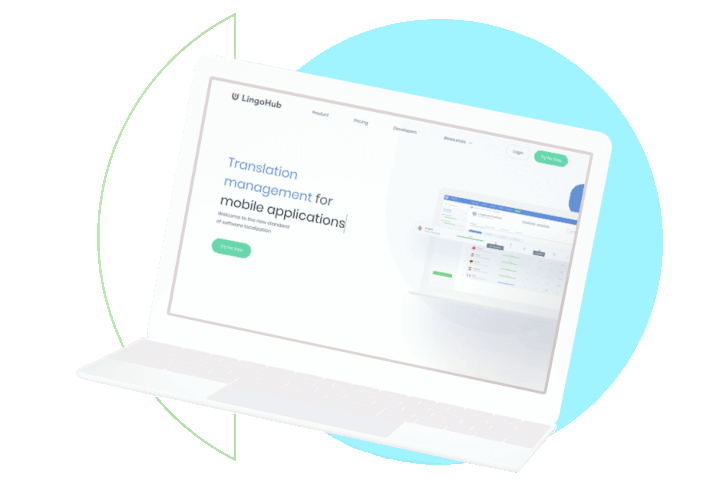 LingoHub
Product
Pricing
Developers
Resources
Login
Try for free
Translation
management for
mobile applications
Welcome to the new standard
of software localization
Try for free